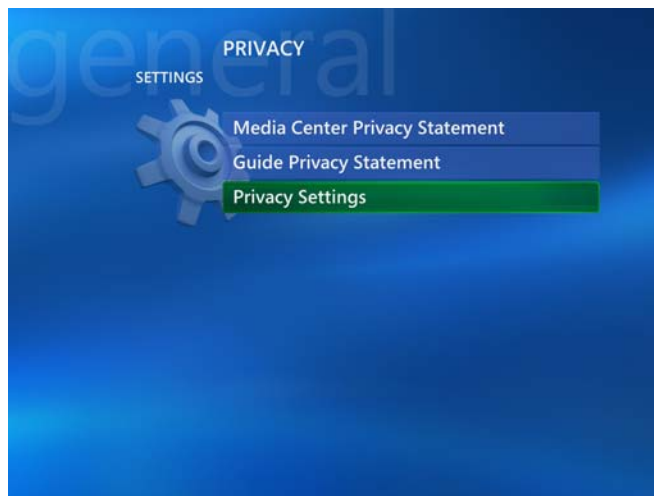 general
PRIVACY
SETTINGS
Media Center Privacy Statement
Guide Privacy Statement
Privacy Settings